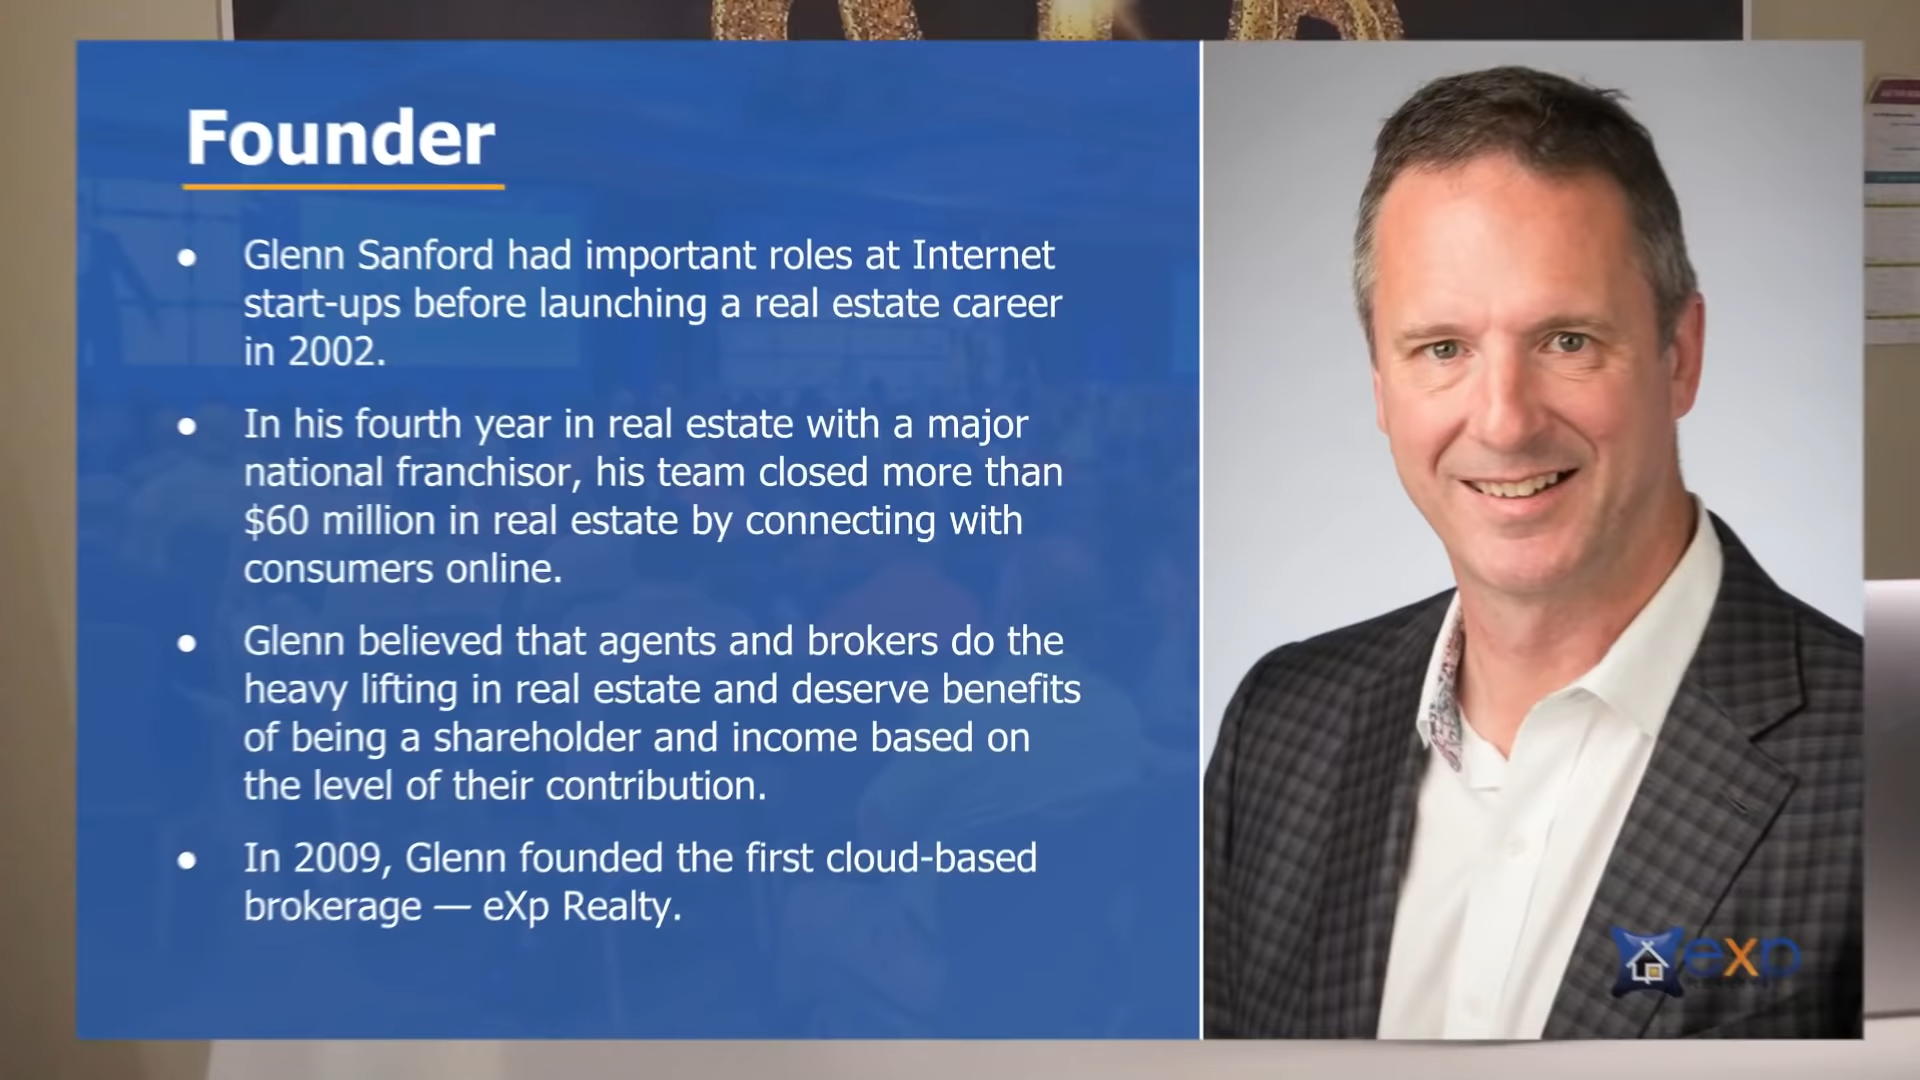 Founder
● Glenn Sanford had important roles at Internet
start-ups before launching a real estate career
in 2002.
● In his fourth year in real estate with a major
national franchisor, his team closed more than
$60 million in real estate by connecting with
consumers online.
● Glenn believed that agents and brokers do the
heavy lifting in real estate and deserve benefits
of being a shareholder and income based on
the level of their contribution.
● In 2009, Glenn founded the first cloud-based
brokerage — eXp Realty.
eXp